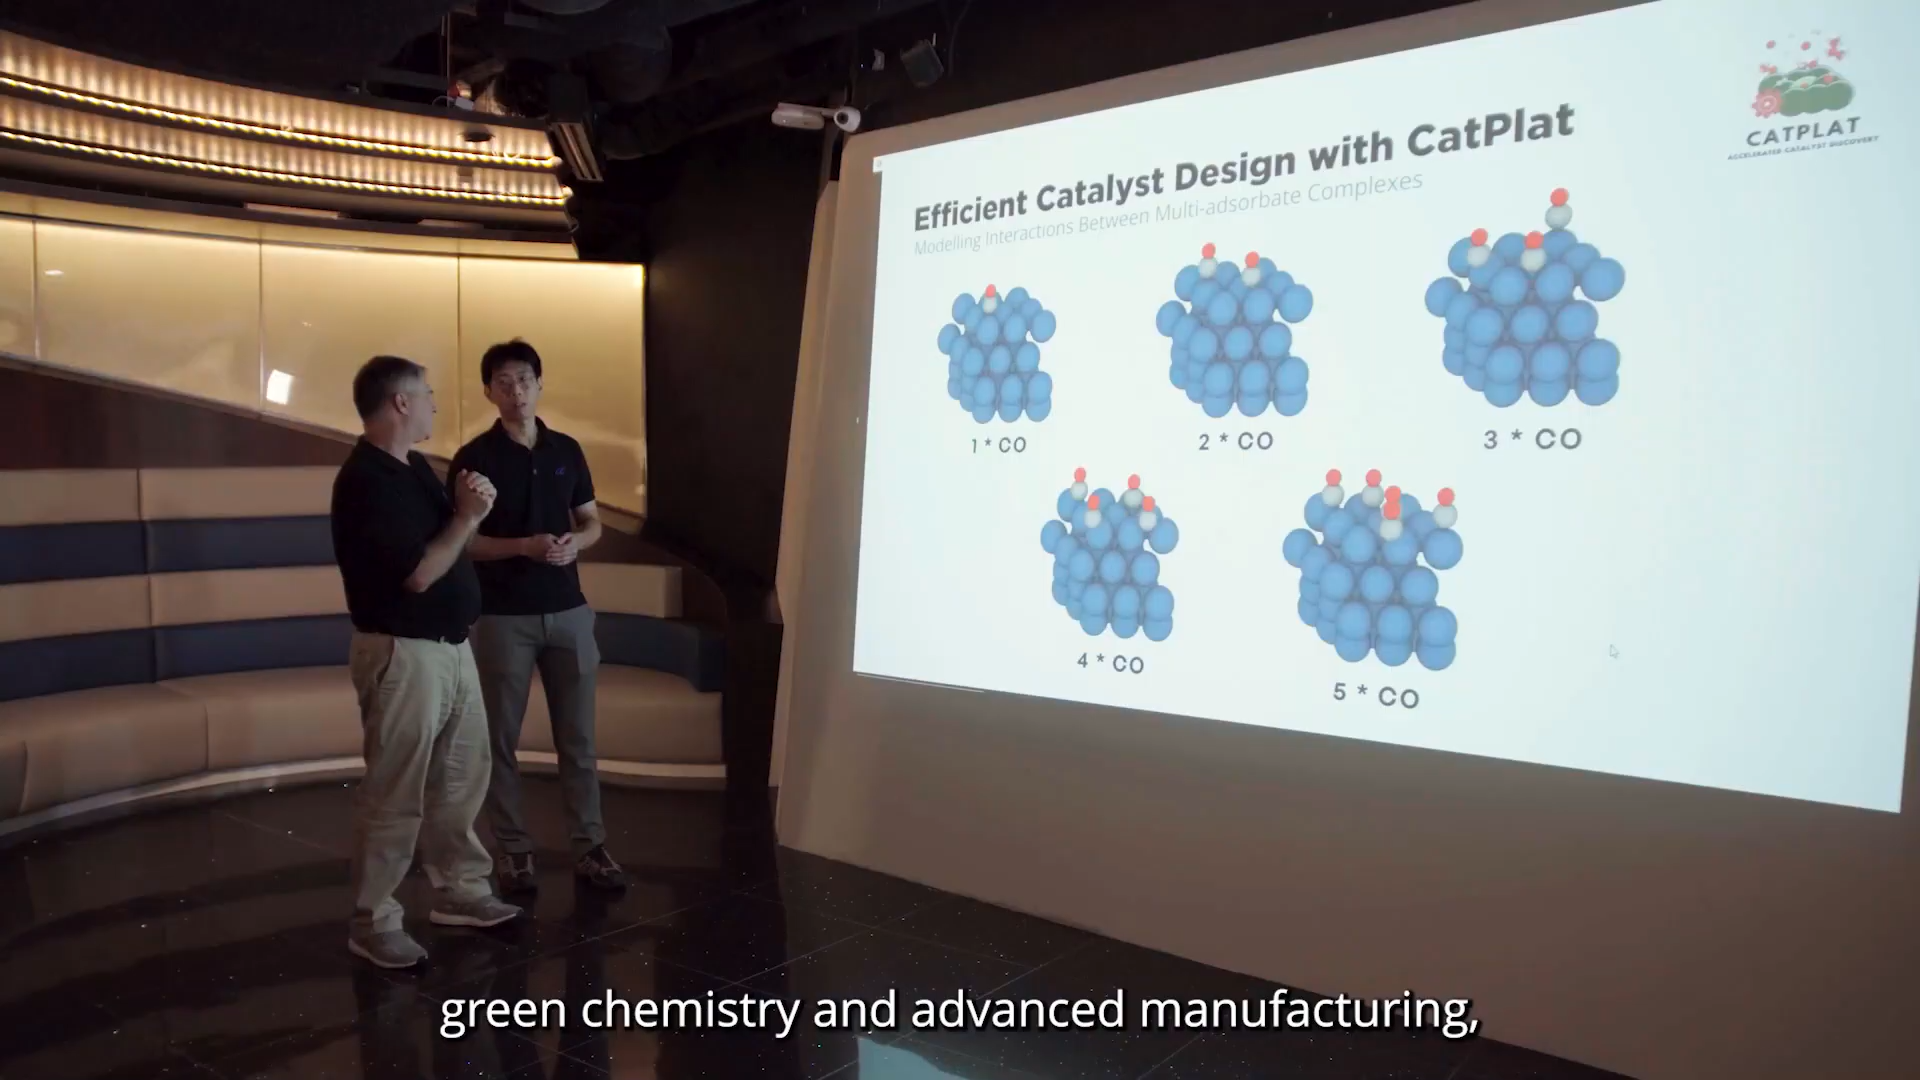 Efficient Catalyst Design with CatPlat
Modelling Interactions Between Multi-adsorbate Complexes
CATPLAT
ACCELERATED CATALYST DISCOVERY
1 * CO
2 * CO
3 * CO
4 * CO
5 * CO
green chemistry and advanced manufacturing,